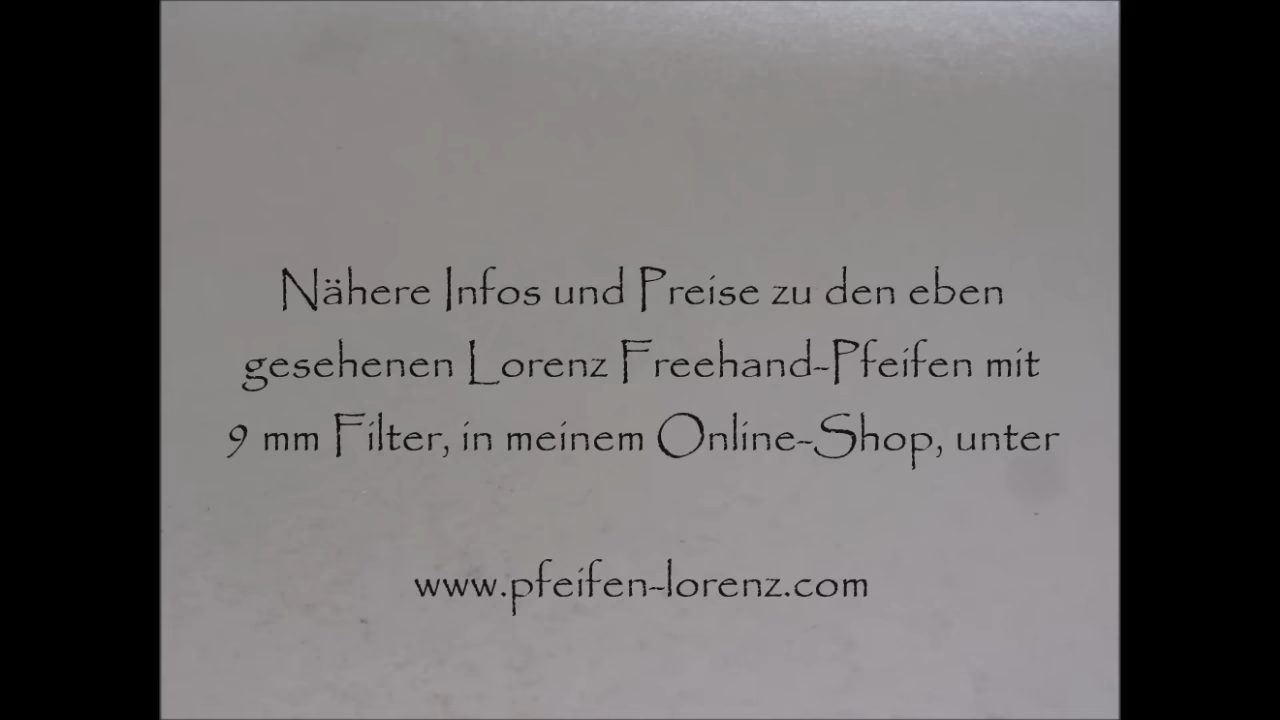 Nähere Infos und Preise zu den eben
gesehenen Lorenz Freehand-Pfeifen mit
9 mm Filter, in meinem Online-Shop, unter
www.pfeifen-lorenz.com